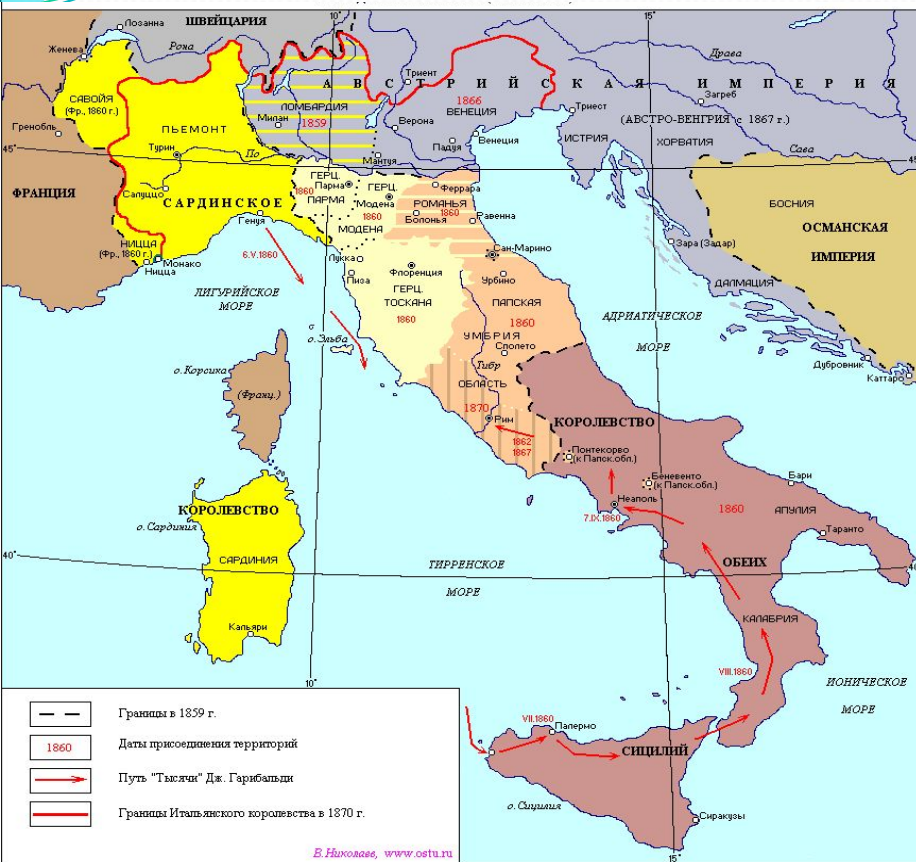 10°
15°
ШВЕЙЦАРИЯ
Лозанна
Женева
Рона
САВОЙЯ
(Фр., 1860 г.)
Гренобль
45°
ФРАНЦИЯ
АВСТРИЙСКАЯ ИМПЕРИЯ
(АВСТРО-ВЕНГРИЯ с 1867 г.)
Драва
Загреб
Триент
Триест
ЛОМБАРДИЯ
Милан
1859
1866
ВЕНЕЦИЯ
Верона
Падуя
Венеция
Мантуя
ИСТРИЯ
ХОРВАТИЯ
Сава
45°
ПЬЕМОНТ
Турин
По
Салуццо
САРДИНСКОЕ
Генуя
НИЦЦА
(Фр., 1860 г.)
Монако
Ницца
6.V.1860
ГЕРЦ.
Парма
ПАРМА
1860
ГЕРЦ.
Модена
1860
МОДЕНА
Феррара
РОМАНЬЯ
Болонья
1860
Равенна
Сан-Марино
Лукка
Пиза
Флоренция
ГЕРЦ.
ТОСКАНА
1860
Урбино
ПАПСКАЯ
1860
УМБРИЯ
Сполето
Тибр
ОБЛАСТЬ
1870
Рим
1862
1867
БОСНИЯ
ОСМАНСКАЯ
ИМПЕРИЯ
Зара (Задар)
ДАЛМАЦИЯ
Дубровник
Каттаро
ЛИГУРИЙСКОЕ
МОРЕ
АДРИАТИЧЕСКОЕ
МОРЕ
о. Эльба
о. Корсика
(Франц.)
КОРОЛЕВСТВО
Понтекорво
(к Папск.обл.)
Беневенто
(к Папск.обл.)
Неаполь
7.IX.1860
1860
Бари
АПУЛИЯ
Таранто
КОРОЛЕВСТВО
о. Сардиния
САРДИНИЯ
Кальяри
40°
ТИРРЕНСКОЕ
МОРЕ
ОБЕИХ
40
КАЛАБРИЯ
VIII.1860
ИОНИЧЕСКОЕ
МОРЕ
10°
VII.1860
Палермо
СИЦИЛИЙ
о. Сицилия
Сиракузы
15°
Границы в 1859 г.
1860
Даты присоединения территорий
Путь "Тысячи" Дж. Гарибальди
Границы Итальянского королевства в 1870 г.
В. Николаев, www.ostu.ru